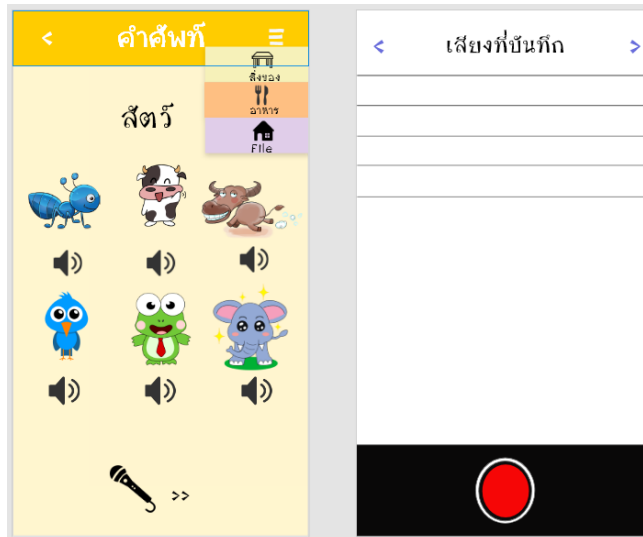 < คำศัพท์
สิ่งของ
อาหาร
File
สัตว์
>>
< เสียงที่บันทึก >